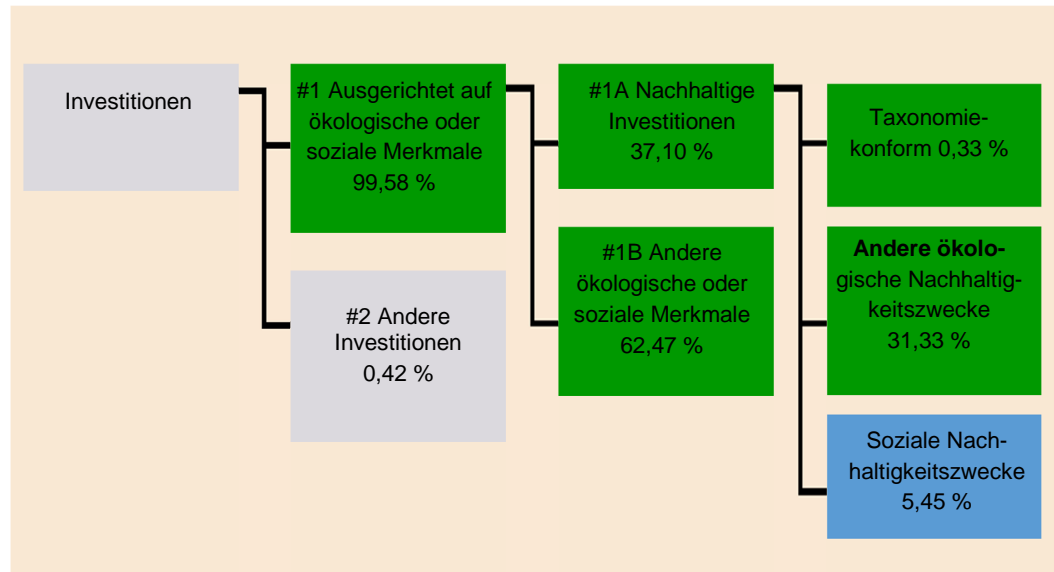 Investitionen
#1 Ausgerichtet auf
ökologische oder
soziale Merkmale
99,58 %
#2 Andere
Investitionen
0,42 %
#1A Nachhaltige
Investitionen
37,10 %
#1B Andere
ökologische oder
soziale Merkmale
62,47 %
Taxonomie-
konform 0,33 %
Andere ökolo-
gische Nachhaltig-
keitszwecke
31,33 %
Soziale Nach-
haltigkeitszwecke
5,45 %